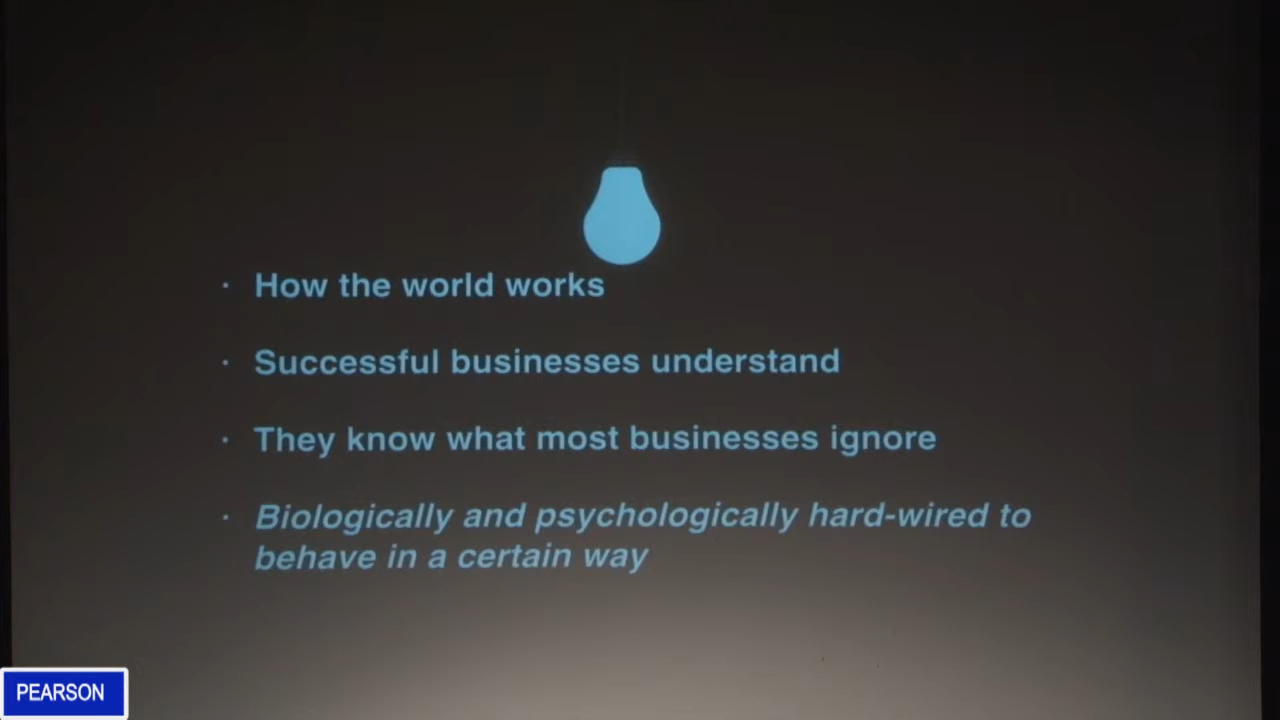 · How the world works
· Successful businesses understand
· They know what most businesses ignore
· Biologically and psychologically hard-wired to
behave in a certain way
PEARSON